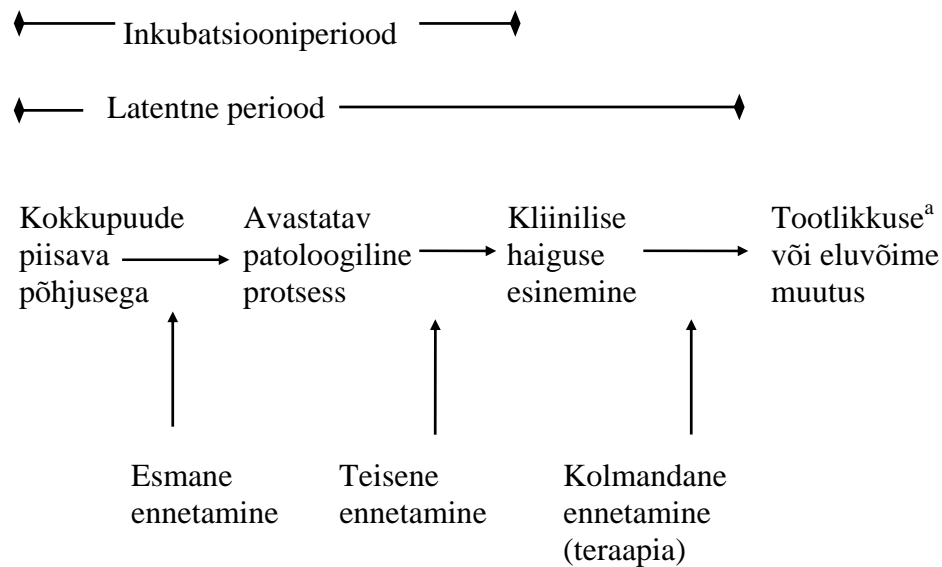 Inkubatsiooniperiood
Latentne periood
Kokkupuude
piisava
põhjusega
Avastatav
patoloogiline
protsess
Kliinilise
haiguse
esinemine
Tootlikkuseᵃ
või eluvõime
muutus
Esmane
ennetamine
Teisene
ennetamine
Kolmandane
ennetamine
(teraapia)